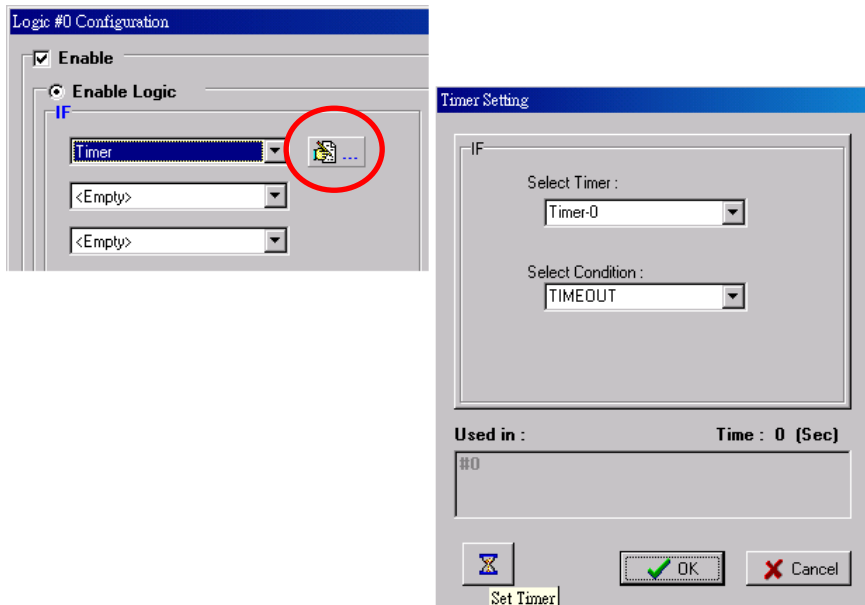 Logic #0 Configuration
Enable
Enable Logic
IF
Timer
...
<Empty>
<Empty>
Timer Setting
IF
Select Timer :
Timer-0
Select Condition :
TIMEOUT
Used in :
Time : 0 (Sec)
#0
OK
Cancel
Set Timer